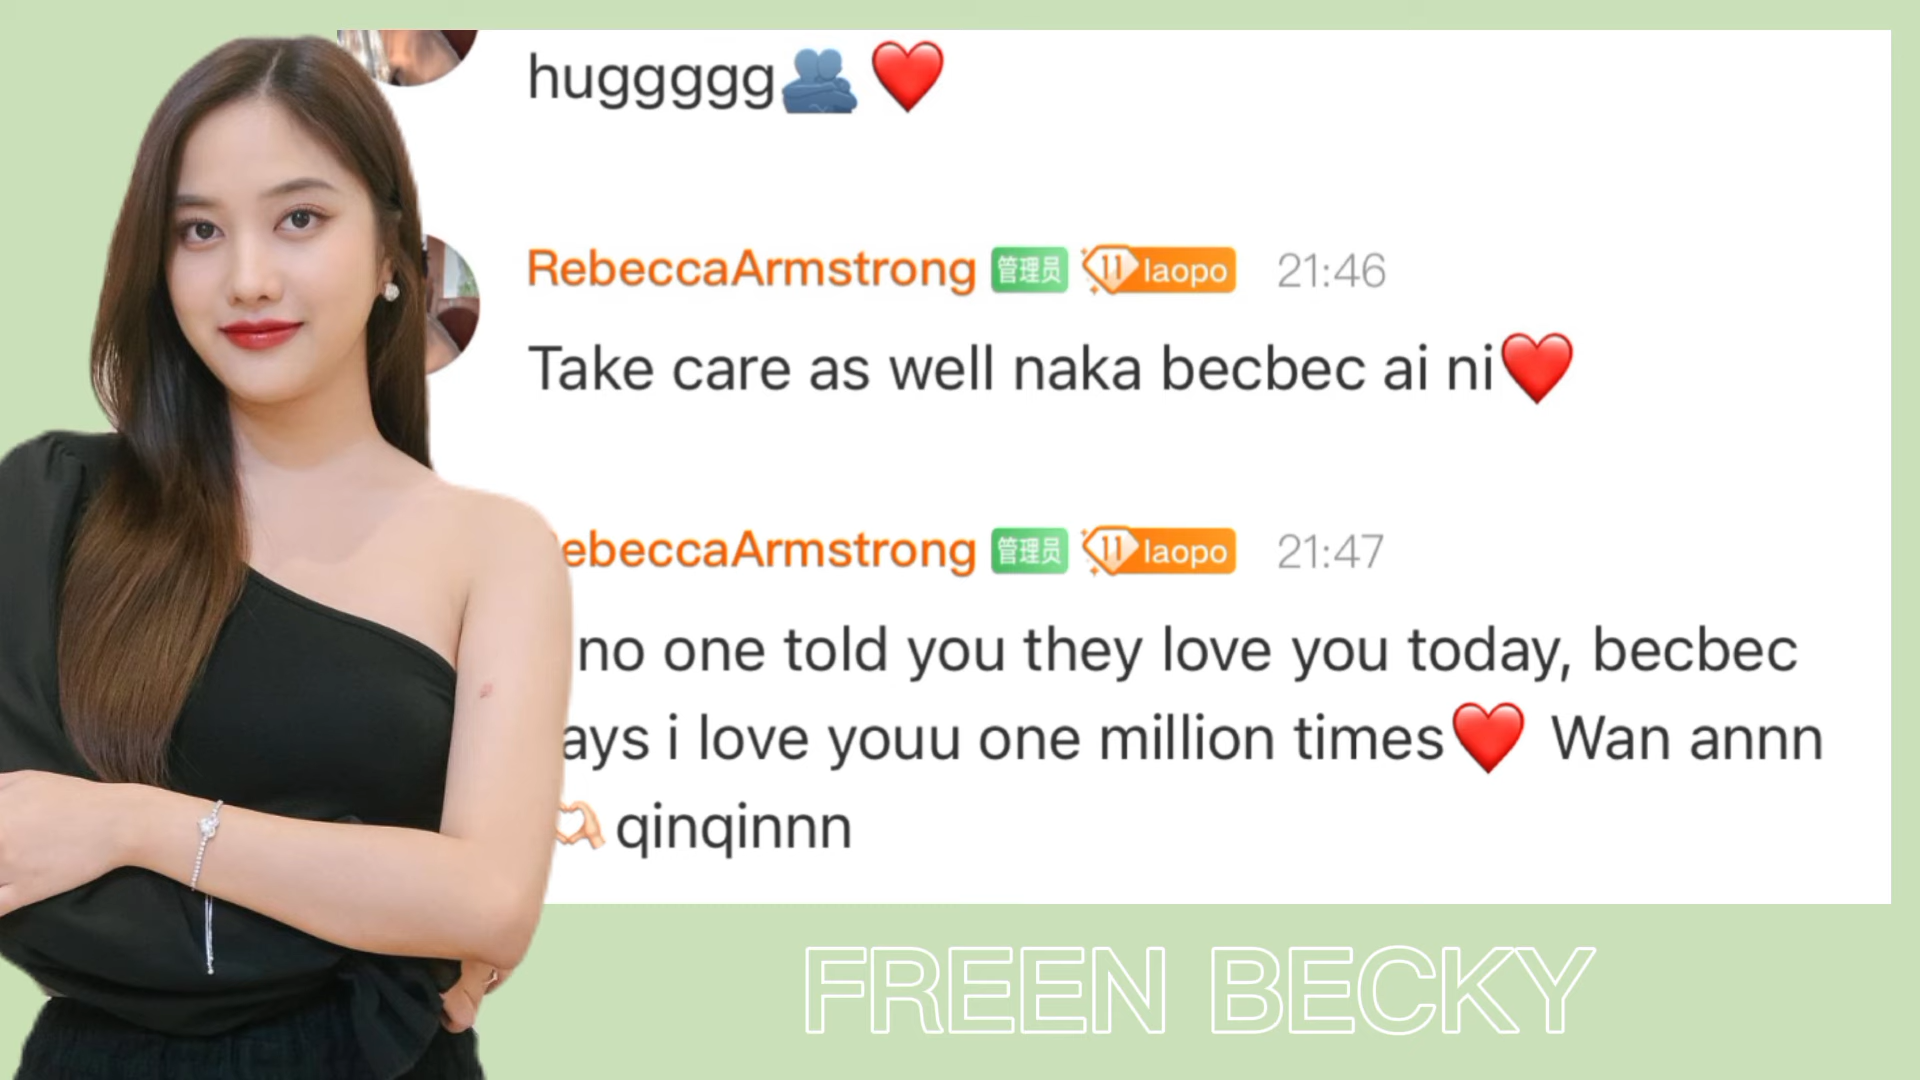 huggggg🫂 ❤️
RebeccaArmstrong 管理员 11 laopo 21:46
Take care as well naka becbec ai ni❤️
ebeccaArmstrong 管理员 11 laopo 21:47
no one told you they love you today, becbec
ays i love youu one million times❤️ Wan annn
🫶🏻 qinqinnn
FREEN BECKY